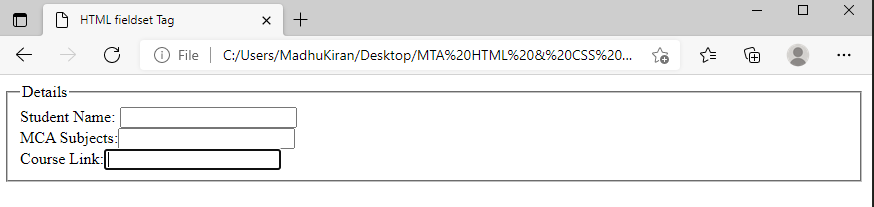 HTML fieldset Tag
File | C:/Users/MadhuKiran/Desktop/MTA%20HTML%20&%20CSS%20...
Details
Student Name:
MCA Subjects:
Course Link: